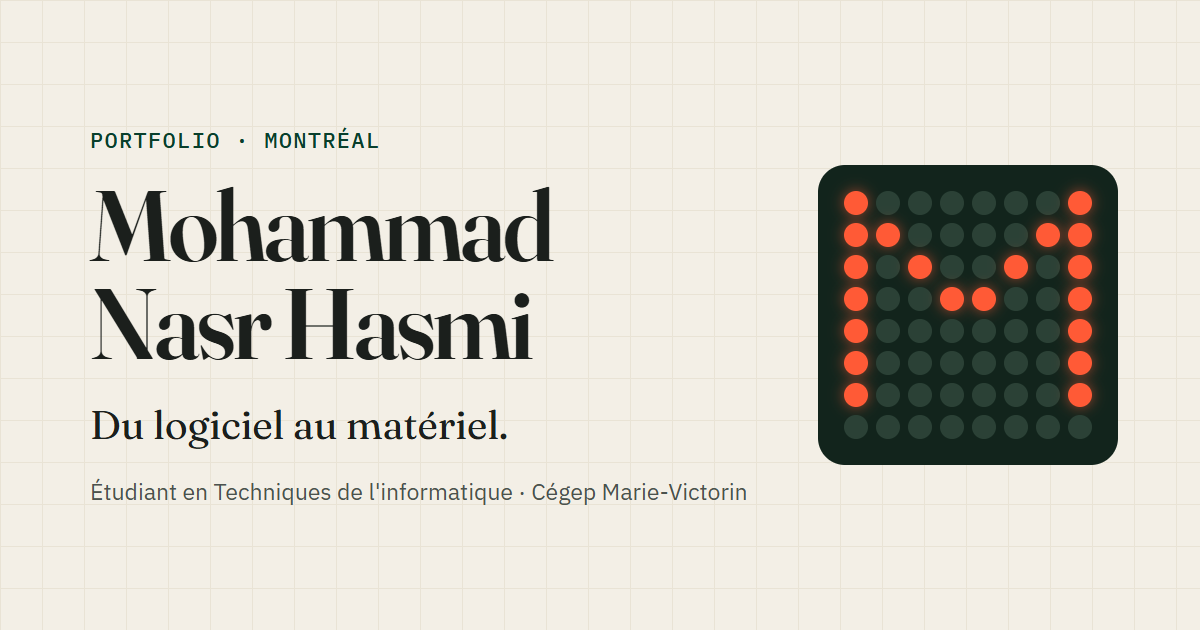 PORTFOLIO · MONTRÉAL
Mohammad
Nasr Hasmi
Du logiciel au matériel.
Étudiant en Techniques de l'informatique · Cégep Marie-Victorin
M